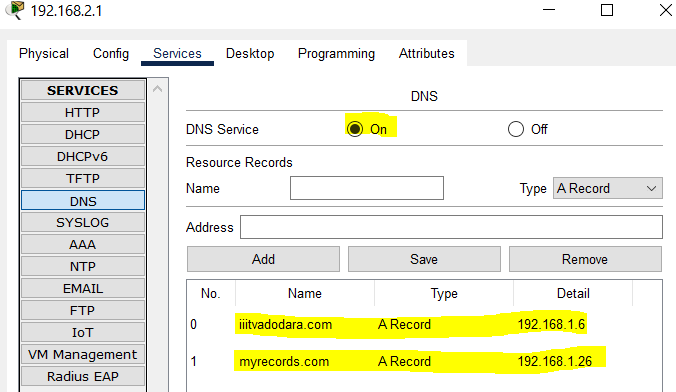 192.168.2.1
Physical Config Services Desktop Programming Attributes
SERVICES
HTTP
DHCP
DHCPv6
TFTP
DNS
SYSLOG
AAA
NTP
EMAIL
FTP
IoT
VM Management
Radius EAP
DNS
DNS Service On Off
Resource Records
Name Type A Record
Address
Add Save Remove
No. Name Type Detail
0 iiitvadodara.com A Record 192.168.1.6
1 myrecords.com A Record 192.168.1.26